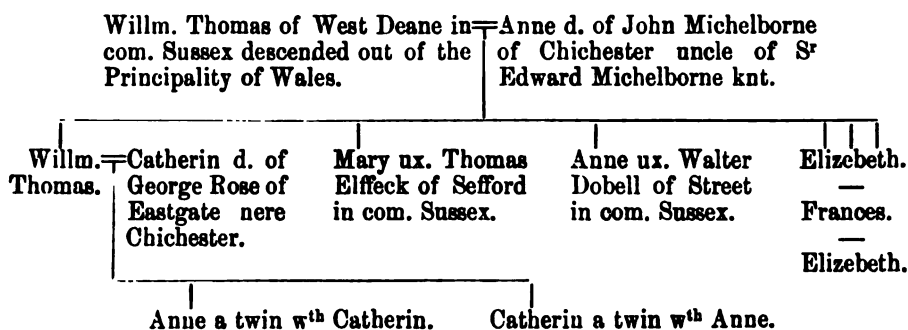 Willm. Thomas of West Deane in
com. Sussex descended out of the
Principality of Wales.
Anne d. of John Michelborne
of Chichester uncle of Sʳ
Edward Michelborne knt.
Willm.
Thomas.
Catherin d. of
George Rose of
Eastgate nere
Chichester.
Mary ux. Thomas
Elffeck of Sefford
in com. Sussex.
Anne ux. Walter
Dobell of Street
in com. Sussex.
Elizebeth.
—
Frances.
—
Elizebeth.
Anne a twin wᵗʰ Catherin.
Catherin a twin wᵗʰ Anne.